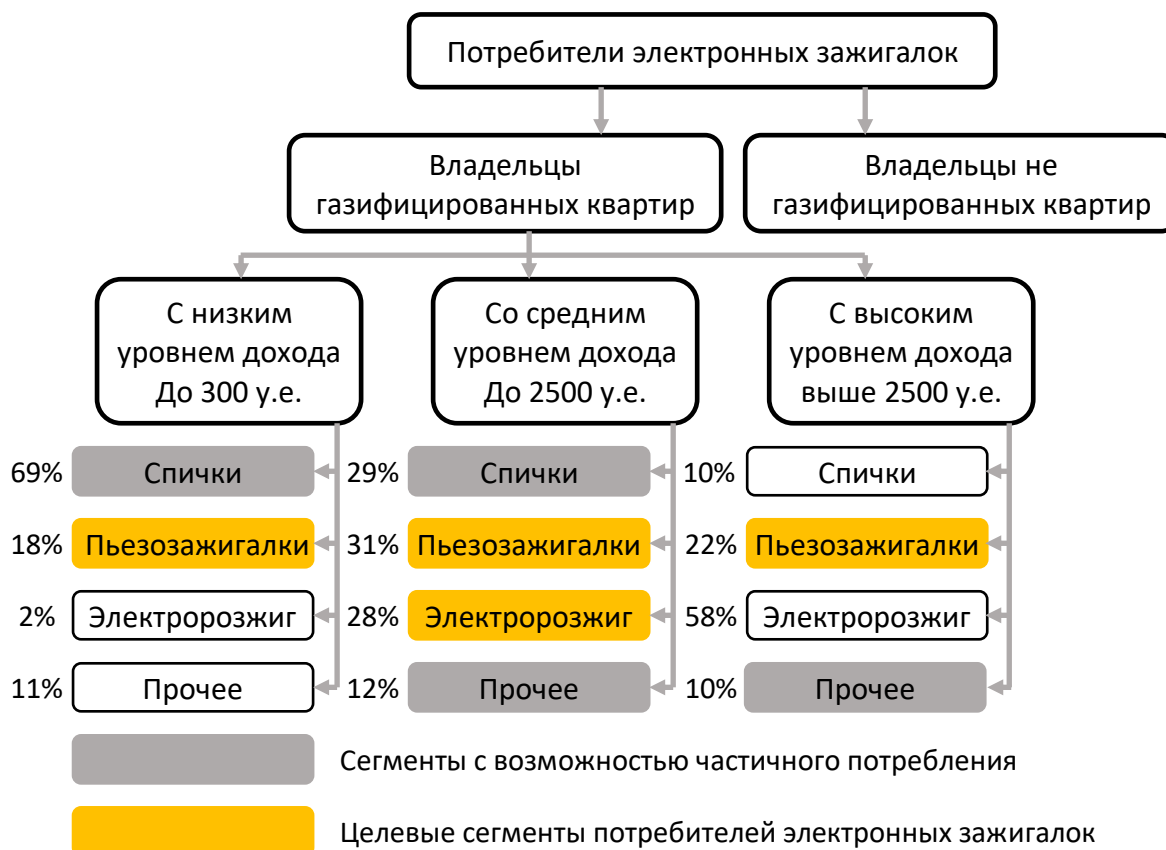 Потребители электронных зажигалок
Владельцы
газифицированных квартир
Владельцы не
газифицированных квартир
С низким
уровнем дохода
До 300 у.е.
Со средним
уровнем дохода
До 2500 у.е.
С высоким
уровнем дохода
выше 2500 у.е.
69% Спички
29% Спички
10% Спички
18% Пьезозажигалки
31% Пьезозажигалки
22% Пьезозажигалки
2% Электророзжиг
28% Электророзжиг
58% Электророзжиг
11% Прочее
12% Прочее
10% Прочее
Сегменты с возможностью частичного потребления
Целевые сегменты потребителей электронных зажигалок